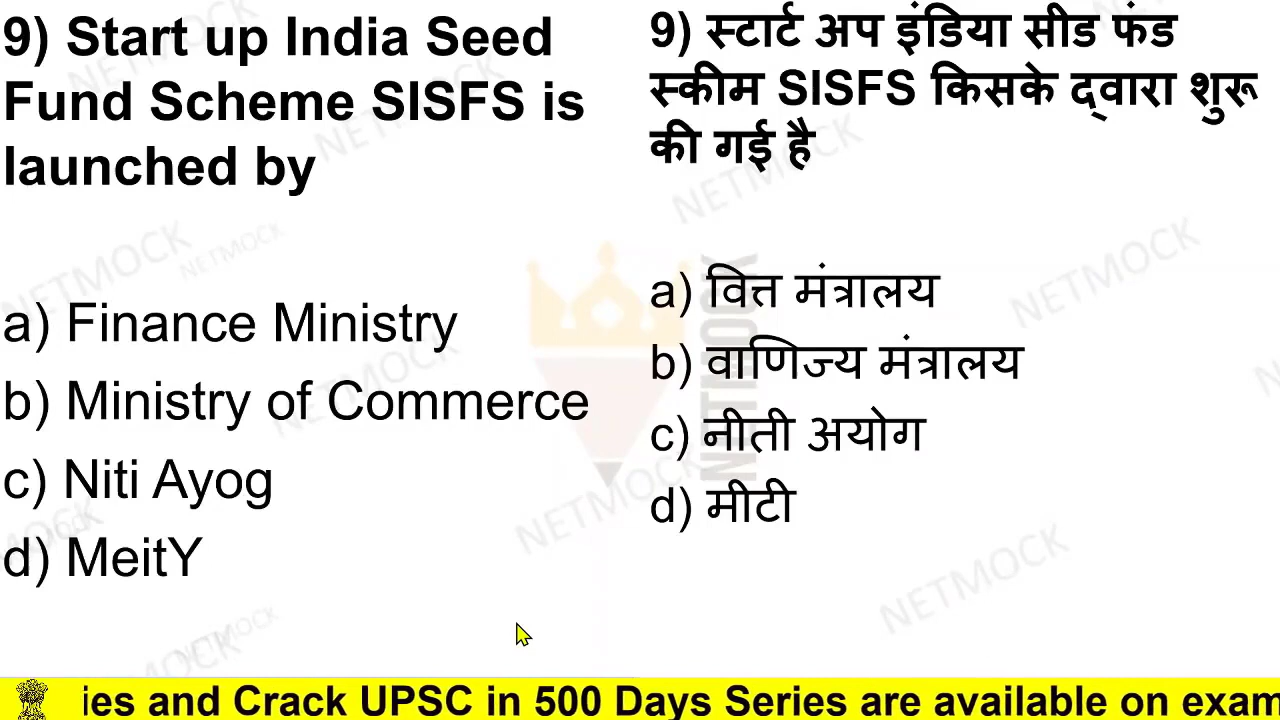 9) Start up India Seed
Fund Scheme SISFS is
launched by
a) Finance Ministry
b) Ministry of Commerce
c) Niti Ayog
d) MeitY
9) स्टार्ट अप इंडिया सीड फंड
स्कीम SISFS किसके द्वारा शुरू
की गई है
a) वित्त मंत्रालय
b) वाणिज्य मंत्रालय
c) नीती अयोग
d) मीटी
NETMOCK
ies and Crack UPSC in 500 Days Series are available on exam